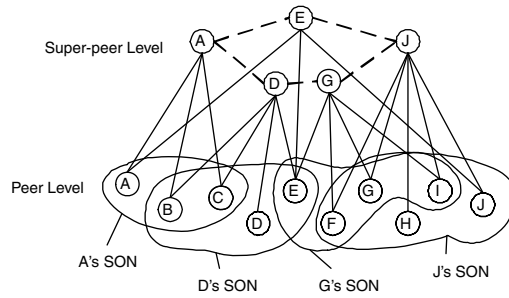 E
Super-peer Level
A
J
D
G
Peer Level
A
B
C
D
E
F
G
H
I
J
A's SON
D's SON
G's SON
J's SON